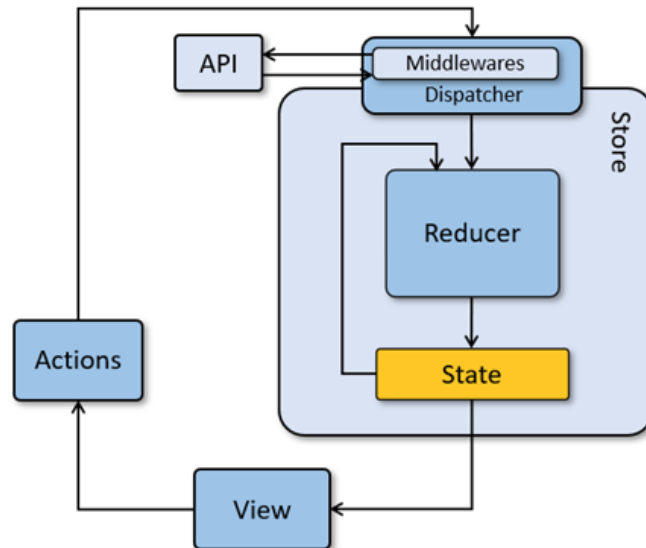 API
Middlewares
Dispatcher
Store
Reducer
Actions
State
View